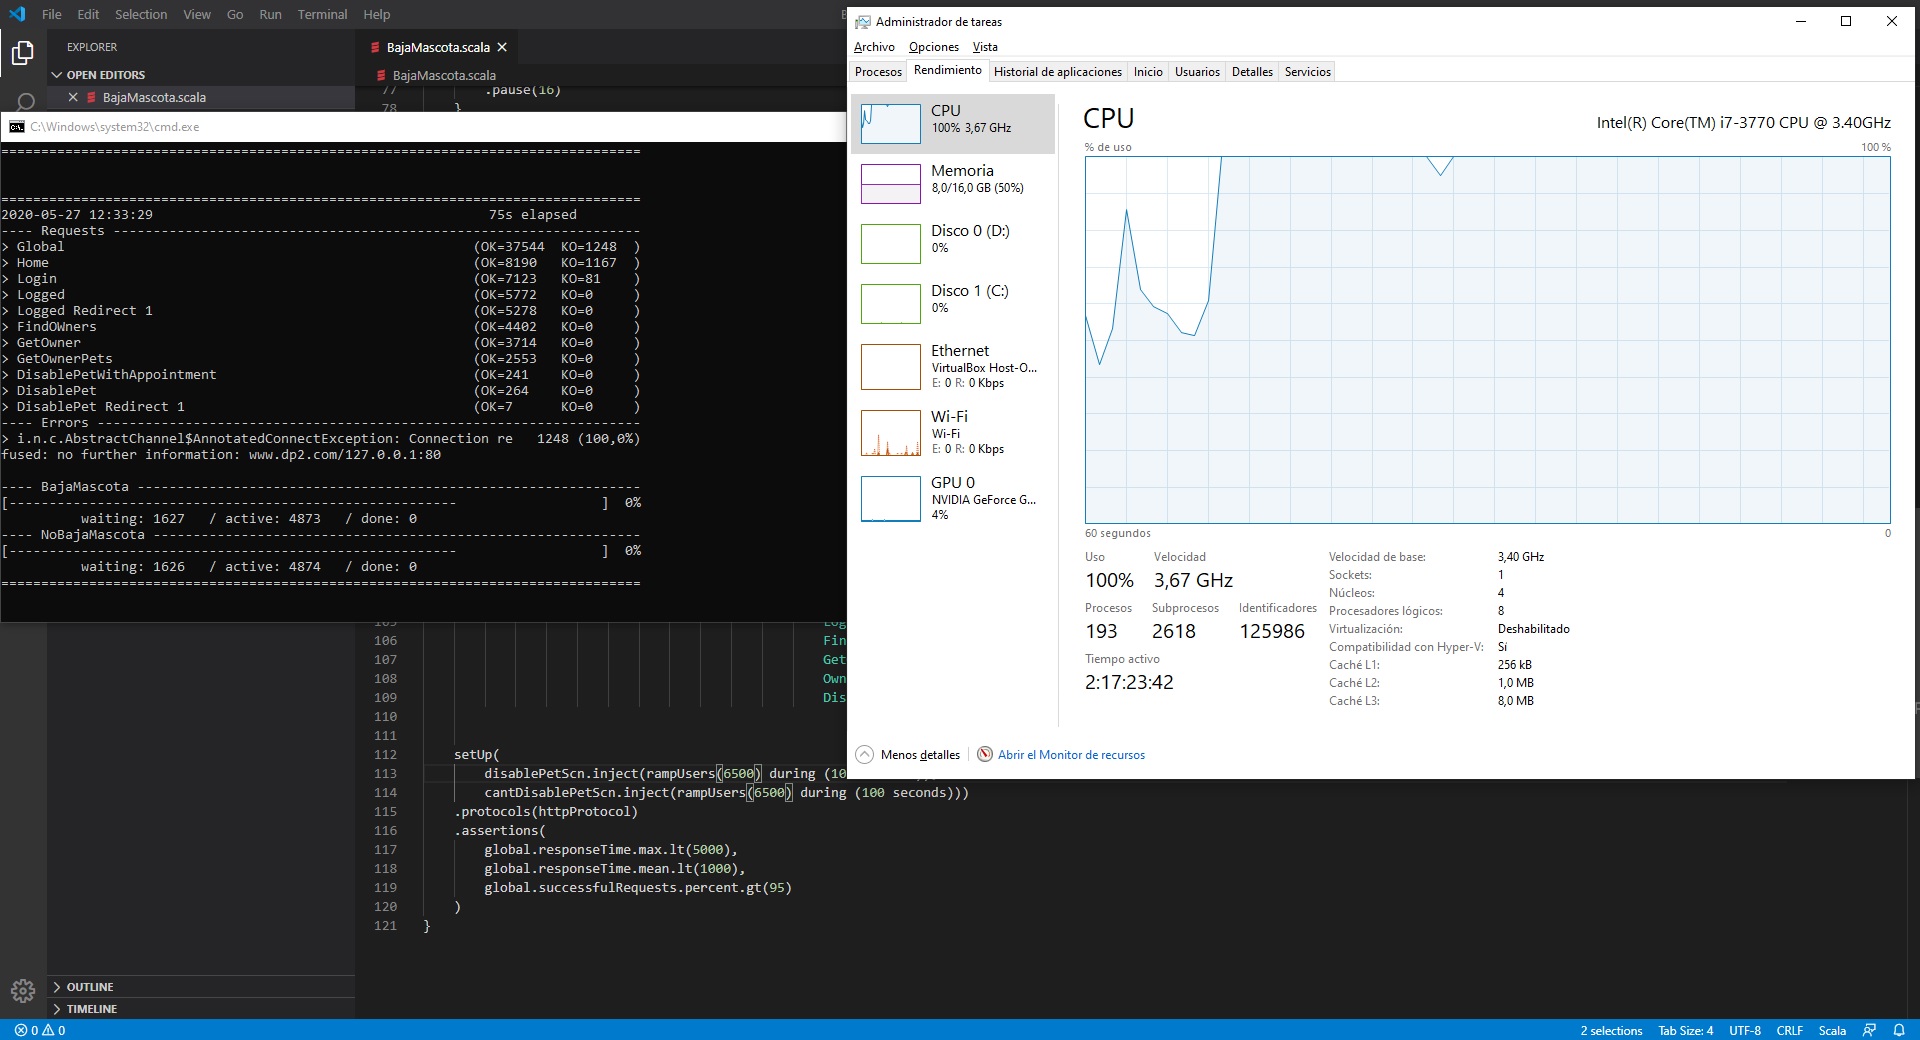 File Edit Selection View Go Run Terminal Help
EXPLORER
OPEN EDITORS
BajaMascota.scala
BajaMascota.scala
BajaMascota.scala
77 .pause(16)
78 }
C:\Windows\system32\cmd.exe
================================================================================
================================================================================
2020-05-27 12:33:29 75s elapsed
---- Requests ------------------------------------------------------------------
> Global (OK=37544 KO=1248 )
> Home (OK=8190 KO=1167 )
> Login (OK=7123 KO=81 )
> Logged (OK=5772 KO=0 )
> Logged Redirect 1 (OK=5278 KO=0 )
> FindOWners (OK=4402 KO=0 )
> GetOwner (OK=3714 KO=0 )
> GetOwnerPets (OK=2553 KO=0 )
> DisablePetWithAppointment (OK=241 KO=0 )
> DisablePet (OK=264 KO=0 )
> DisablePet Redirect 1 (OK=7 KO=0 )
---- Errors --------------------------------------------------------------------
> i.n.c.AbstractChannel$AnnotatedConnectException: Connection re 1248 (100,0%)
fused: no further information: www.dp2.com/127.0.0.1:80
---- BajaMascota ---------------------------------------------------------------
[-------------------------------------------------------- ] 0%
waiting: 1627 / active: 4873 / done: 0
---- NoBajaMascota -------------------------------------------------------------
[-------------------------------------------------------- ] 0%
waiting: 1626 / active: 4874 / done: 0
================================================================================
105 Log
106 Fin
107 Get
108 Own
109 Dis
110
111
112 setUp(
113 disablePetScn.inject(rampUsers(6500) during (10
114 cantDisablePetScn.inject(rampUsers(6500) during (100 seconds)))
115 .protocols(httpProtocol)
116 .assertions(
117 global.responseTime.max.lt(5000),
118 global.responseTime.mean.lt(1000),
119 global.successfulRequests.percent.gt(95)
120 )
121 }
OUTLINE
TIMELINE
0 0
2 selections Tab Size: 4 UTF-8 CRLF Scala
Administrador de tareas
Archivo Opciones Vista
Procesos Rendimiento Historial de aplicaciones Inicio Usuarios Detalles Servicios
CPU
100% 3,67 GHz
Memoria
8,0/16,0 GB (50%)
Disco 0 (D:)
0%
Disco 1 (C:)
0%
Ethernet
VirtualBox Host-O...
E: 0 R: 0 Kbps
Wi-Fi
Wi-Fi
E: 0 R: 0 Kbps
GPU 0
NVIDIA GeForce G...
4%
CPU
Intel(R) Core(TM) i7-3770 CPU @ 3.40GHz
% de uso 100 %
60 segundos 0
Uso Velocidad
100% 3,67 GHz
Procesos Subprocesos Identificadores
193 2618 125986
Tiempo activo
2:17:23:42
Velocidad de base: 3,40 GHz
Sockets: 1
Núcleos: 4
Procesadores lógicos: 8
Virtualización: Deshabilitado
Compatibilidad con Hyper-V: Sí
Caché L1: 256 kB
Caché L2: 1,0 MB
Caché L3: 8,0 MB
Menos detalles
Abrir el Monitor de recursos